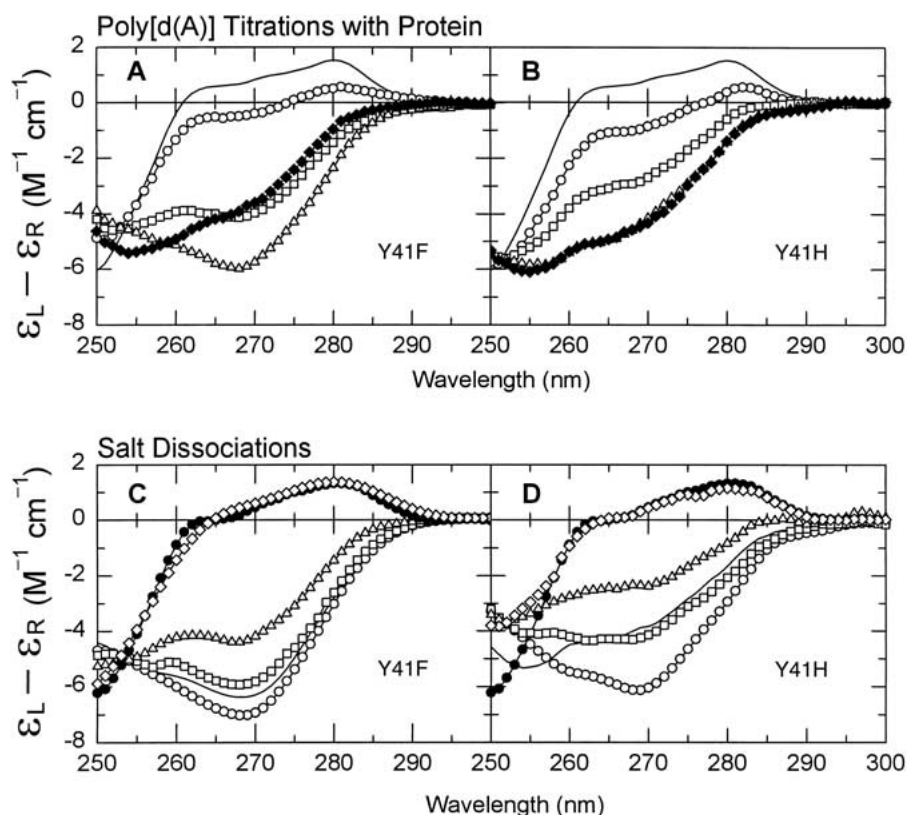 Poly[d(A)] Titrations with Protein
A
B
2
0
-2
-4
-6
-8
εL — εR (M⁻¹ cm⁻¹)
Y41F
Y41H
250 260 270 280 290 250 260 270 280 290 300
Wavelength (nm)
Salt Dissociations
C
D
2
0
-2
-4
-6
-8
εL — εR (M⁻¹ cm⁻¹)
Y41F
Y41H
250 260 270 280 290 250 260 270 280 290 300
Wavelength (nm)